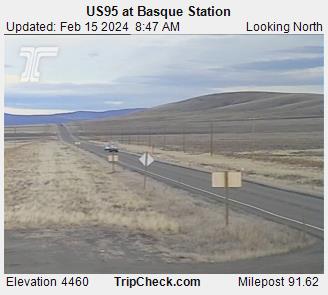 US95 at Basque Station
Updated: Feb 15 2024 8:47 AM Looking North
Elevation 4460 TripCheck.com Milepost 91.62